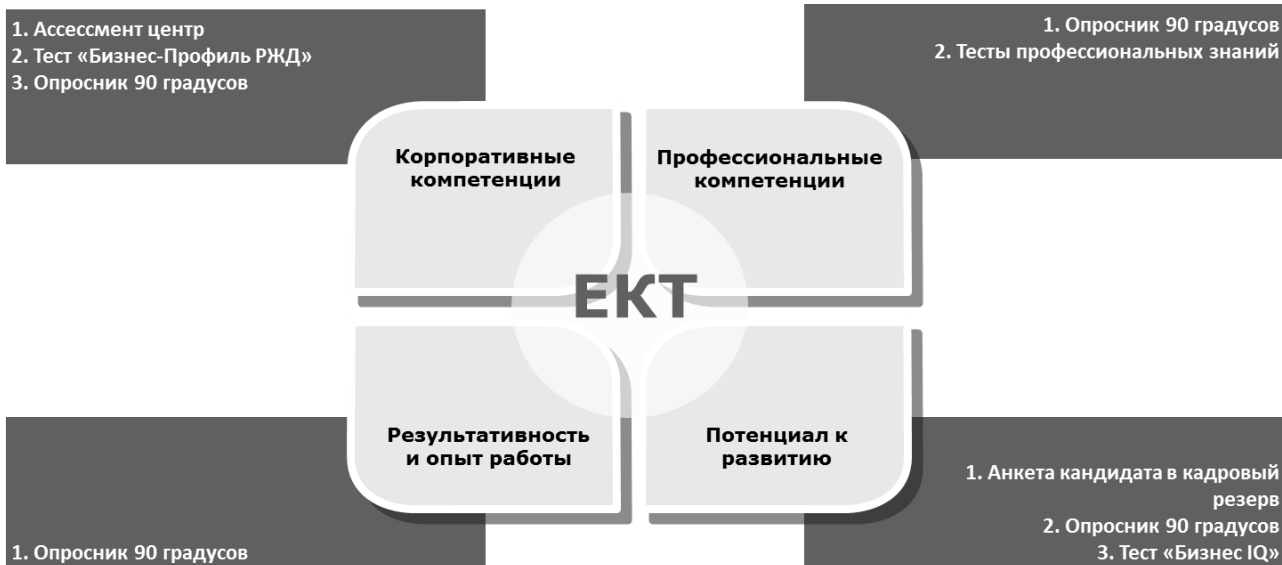 1. Ассессмент центр
2. Тест «Бизнес-Профиль РЖД»
3. Опросник 90 градусов
1. Опросник 90 градусов
2. Тесты профессиональных знаний
Корпоративные
компетенции
Профессиональные
компетенции
ЕКТ
Результативность
и опыт работы
Потенциал к
развитию
1. Опросник 90 градусов
1. Анкета кандидата в кадровый
резерв
2. Опросник 90 градусов
3. Тест «Бизнес IQ»